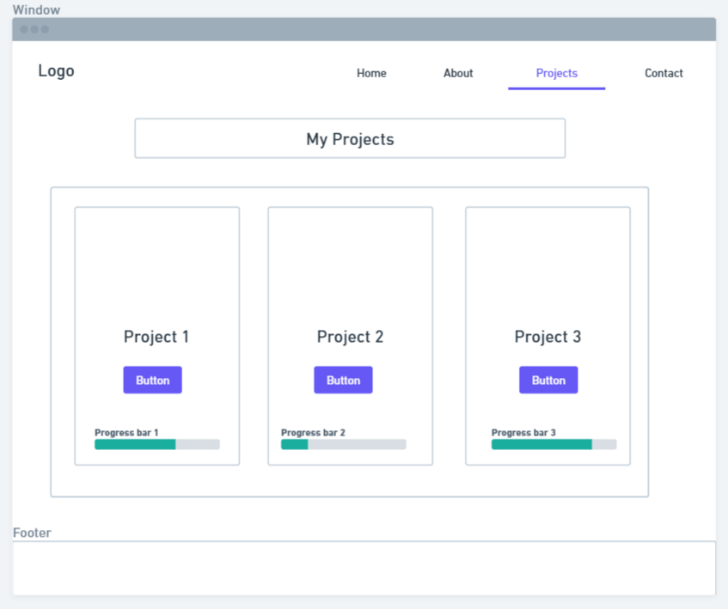 Window
Logo
Home About Projects Contact
My Projects
Project 1 Project 2 Project 3
Button Button Button
Progress bar 1 Progress bar 2 Progress bar 3
Footer